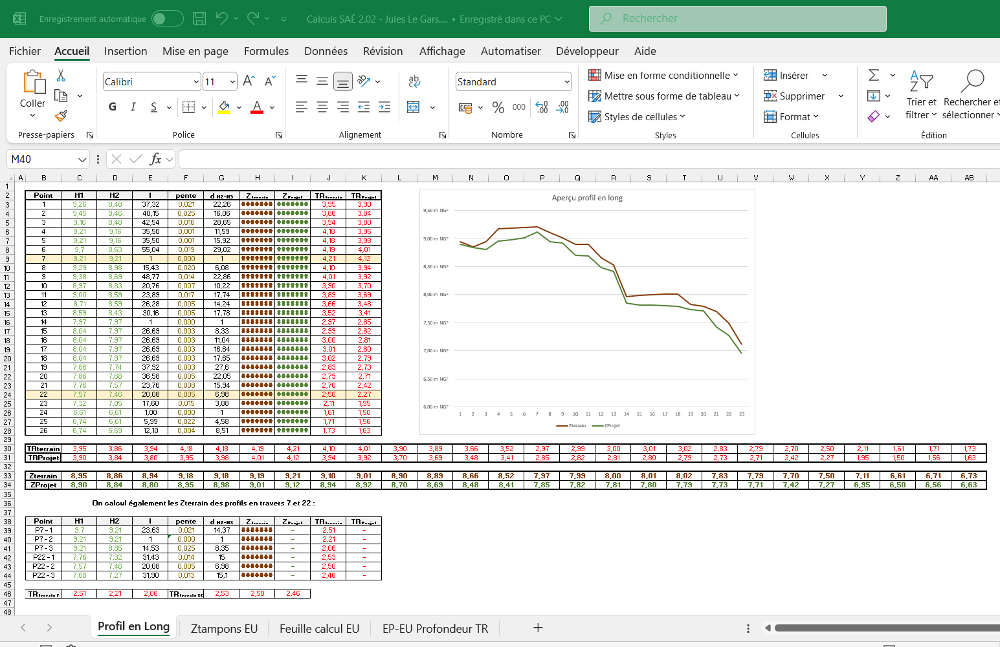 Enregistrement automatique
Calculs SAÉ 2.02 - Jules Le Gars.... • Enregistré dans ce PC
Rechercher
Fichier Accueil Insertion Mise en page Formules Données Révision Affichage Automatiser Développeur Aide
Coller
Presse-papiers
Calibri 11
G I S
Police
Alignement
Standard
% 000
Nombre
Mise en forme conditionnelle
Mettre sous forme de tableau
Styles de cellules
Styles
Insérer
Supprimer
Format
Cellules
Trier et filtrer
Rechercher et sélectionner
Édition
M40
fx
A B C D E F G H I J K L M N O P Q R S T U V W X Y Z AA AB
Point H1 H2 l pente d H2-H3 Zterrain ZProjet TRterrain TRProjet
1 9,26 8,48 37,32 0,021 22,26 ####### ####### 3,95 3,90
2 9,45 8,46 40,15 0,025 16,06 ####### ####### 3,86 3,84
3 9,16 8,48 42,54 0,016 28,65 ####### ####### 3,94 3,80
4 9,21 9,16 35,50 0,001 11,59 ####### ####### 4,18 3,95
5 9,21 9,16 35,50 0,001 15,92 ####### ####### 4,18 3,98
6 9,7 8,63 55,04 0,019 29,02 ####### ####### 4,19 4,01
7 9,21 9,21 1 0,000 1 ####### ####### 4,21 4,12
8 9,29 8,98 15,43 0,020 6,08 ####### ####### 4,10 3,94
9 9,38 8,69 48,77 0,014 22,86 ####### ####### 4,01 3,92
10 8,97 8,83 20,76 0,007 10,22 ####### ####### 3,90 3,70
11 9,00 8,59 23,89 0,017 17,74 ####### ####### 3,89 3,69
12 8,71 8,59 26,28 0,005 14,24 ####### ####### 3,66 3,48
13 8,59 8,43 30,16 0,005 17,78 ####### ####### 3,52 3,41
14 7,97 7,97 1 0,000 1 ####### ####### 2,97 2,85
15 8,04 7,97 26,69 0,003 8,33 ####### ####### 2,99 2,82
16 8,04 7,97 26,69 0,003 11,04 ####### ####### 3,00 2,81
17 8,04 7,97 26,69 0,003 16,64 ####### ####### 3,01 2,80
18 8,04 7,97 26,69 0,003 17,65 ####### ####### 3,02 2,79
19 7,86 7,74 37,92 0,003 27,6 ####### ####### 2,83 2,73
20 7,86 7,68 36,58 0,005 22,05 ####### ####### 2,79 2,71
21 7,76 7,57 23,76 0,008 15,94 ####### ####### 2,70 2,42
22 7,57 7,46 20,08 0,005 6,98 ####### ####### 2,50 2,27
23 7,32 7,05 17,60 0,015 3,88 ####### ####### 2,11 1,95
24 6,61 6,61 1,00 0,000 1 ####### ####### 1,61 1,50
25 6,74 6,61 5,99 0,022 4,58 ####### ####### 1,71 1,56
26 6,74 6,69 12,10 0,004 8,51 ####### ####### 1,73 1,63
Aperçu profil en long
9,50 m NGF
9,00 m NGF
8,50 m NGF
8,00 m NGF
7,50 m NGF
7,00 m NGF
6,50 m NGF
6,00 m NGF
1 2 3 4 5 6 7 8 9 10 11 12 13 14 15 16 17 18 19 20 21 22 23
Zterrain ZProjet
TRterrain 3,95 3,86 3,94 4,18 4,18 4,19 4,21 4,10 4,01 3,90 3,89 3,66 3,52 2,97 2,99 3,00 3,01 3,02 2,83 2,79 2,70 2,50 2,11 1,61 1,71 1,73
TRProjet 3,90 3,84 3,80 3,95 3,98 4,01 4,12 3,94 3,92 3,70 3,69 3,48 3,41 2,85 2,82 2,81 2,80 2,79 2,73 2,71 2,42 2,27 1,95 1,50 1,56 1,63
Zterrain 8,95 8,86 8,94 9,18 9,18 9,19 9,21 9,10 9,01 8,90 8,89 8,66 8,52 7,97 7,99 8,00 8,01 8,02 7,83 7,79 7,70 7,50 7,11 6,61 6,71 6,73
ZProjet 8,90 8,84 8,80 8,95 8,98 9,01 9,12 8,94 8,92 8,70 8,69 8,48 8,41 7,85 7,82 7,81 7,80 7,79 7,73 7,71 7,42 7,27 6,95 6,50 6,56 6,63
On calcul également les Zterrain des profils en travers 7 et 22 :
Point H1 H2 l pente d H2-H3 Zterrain ZProjet TRterrain TRProjet
P7-1 9,7 9,21 23,63 0,021 14,37 ####### - 2,51 -
P7-2 9,21 9,21 1 0,000 1 ####### - 2,21 -
P7-3 9,21 8,85 14,53 0,025 8,35 ####### - 2,06 -
P22-1 7,76 7,32 31,43 0,014 15 ####### - 2,53 -
P22-2 7,57 7,46 20,08 0,005 6,98 ####### - 2,50 -
P22-3 7,68 7,27 31,90 0,013 15,1 ####### - 2,46 -
TRterrain 7 2,51 2,21 2,06 TRterrain 22 2,53 2,50 2,46
Profil en Long Ztampons EU Feuille calcul EU EP-EU Profondeur TR